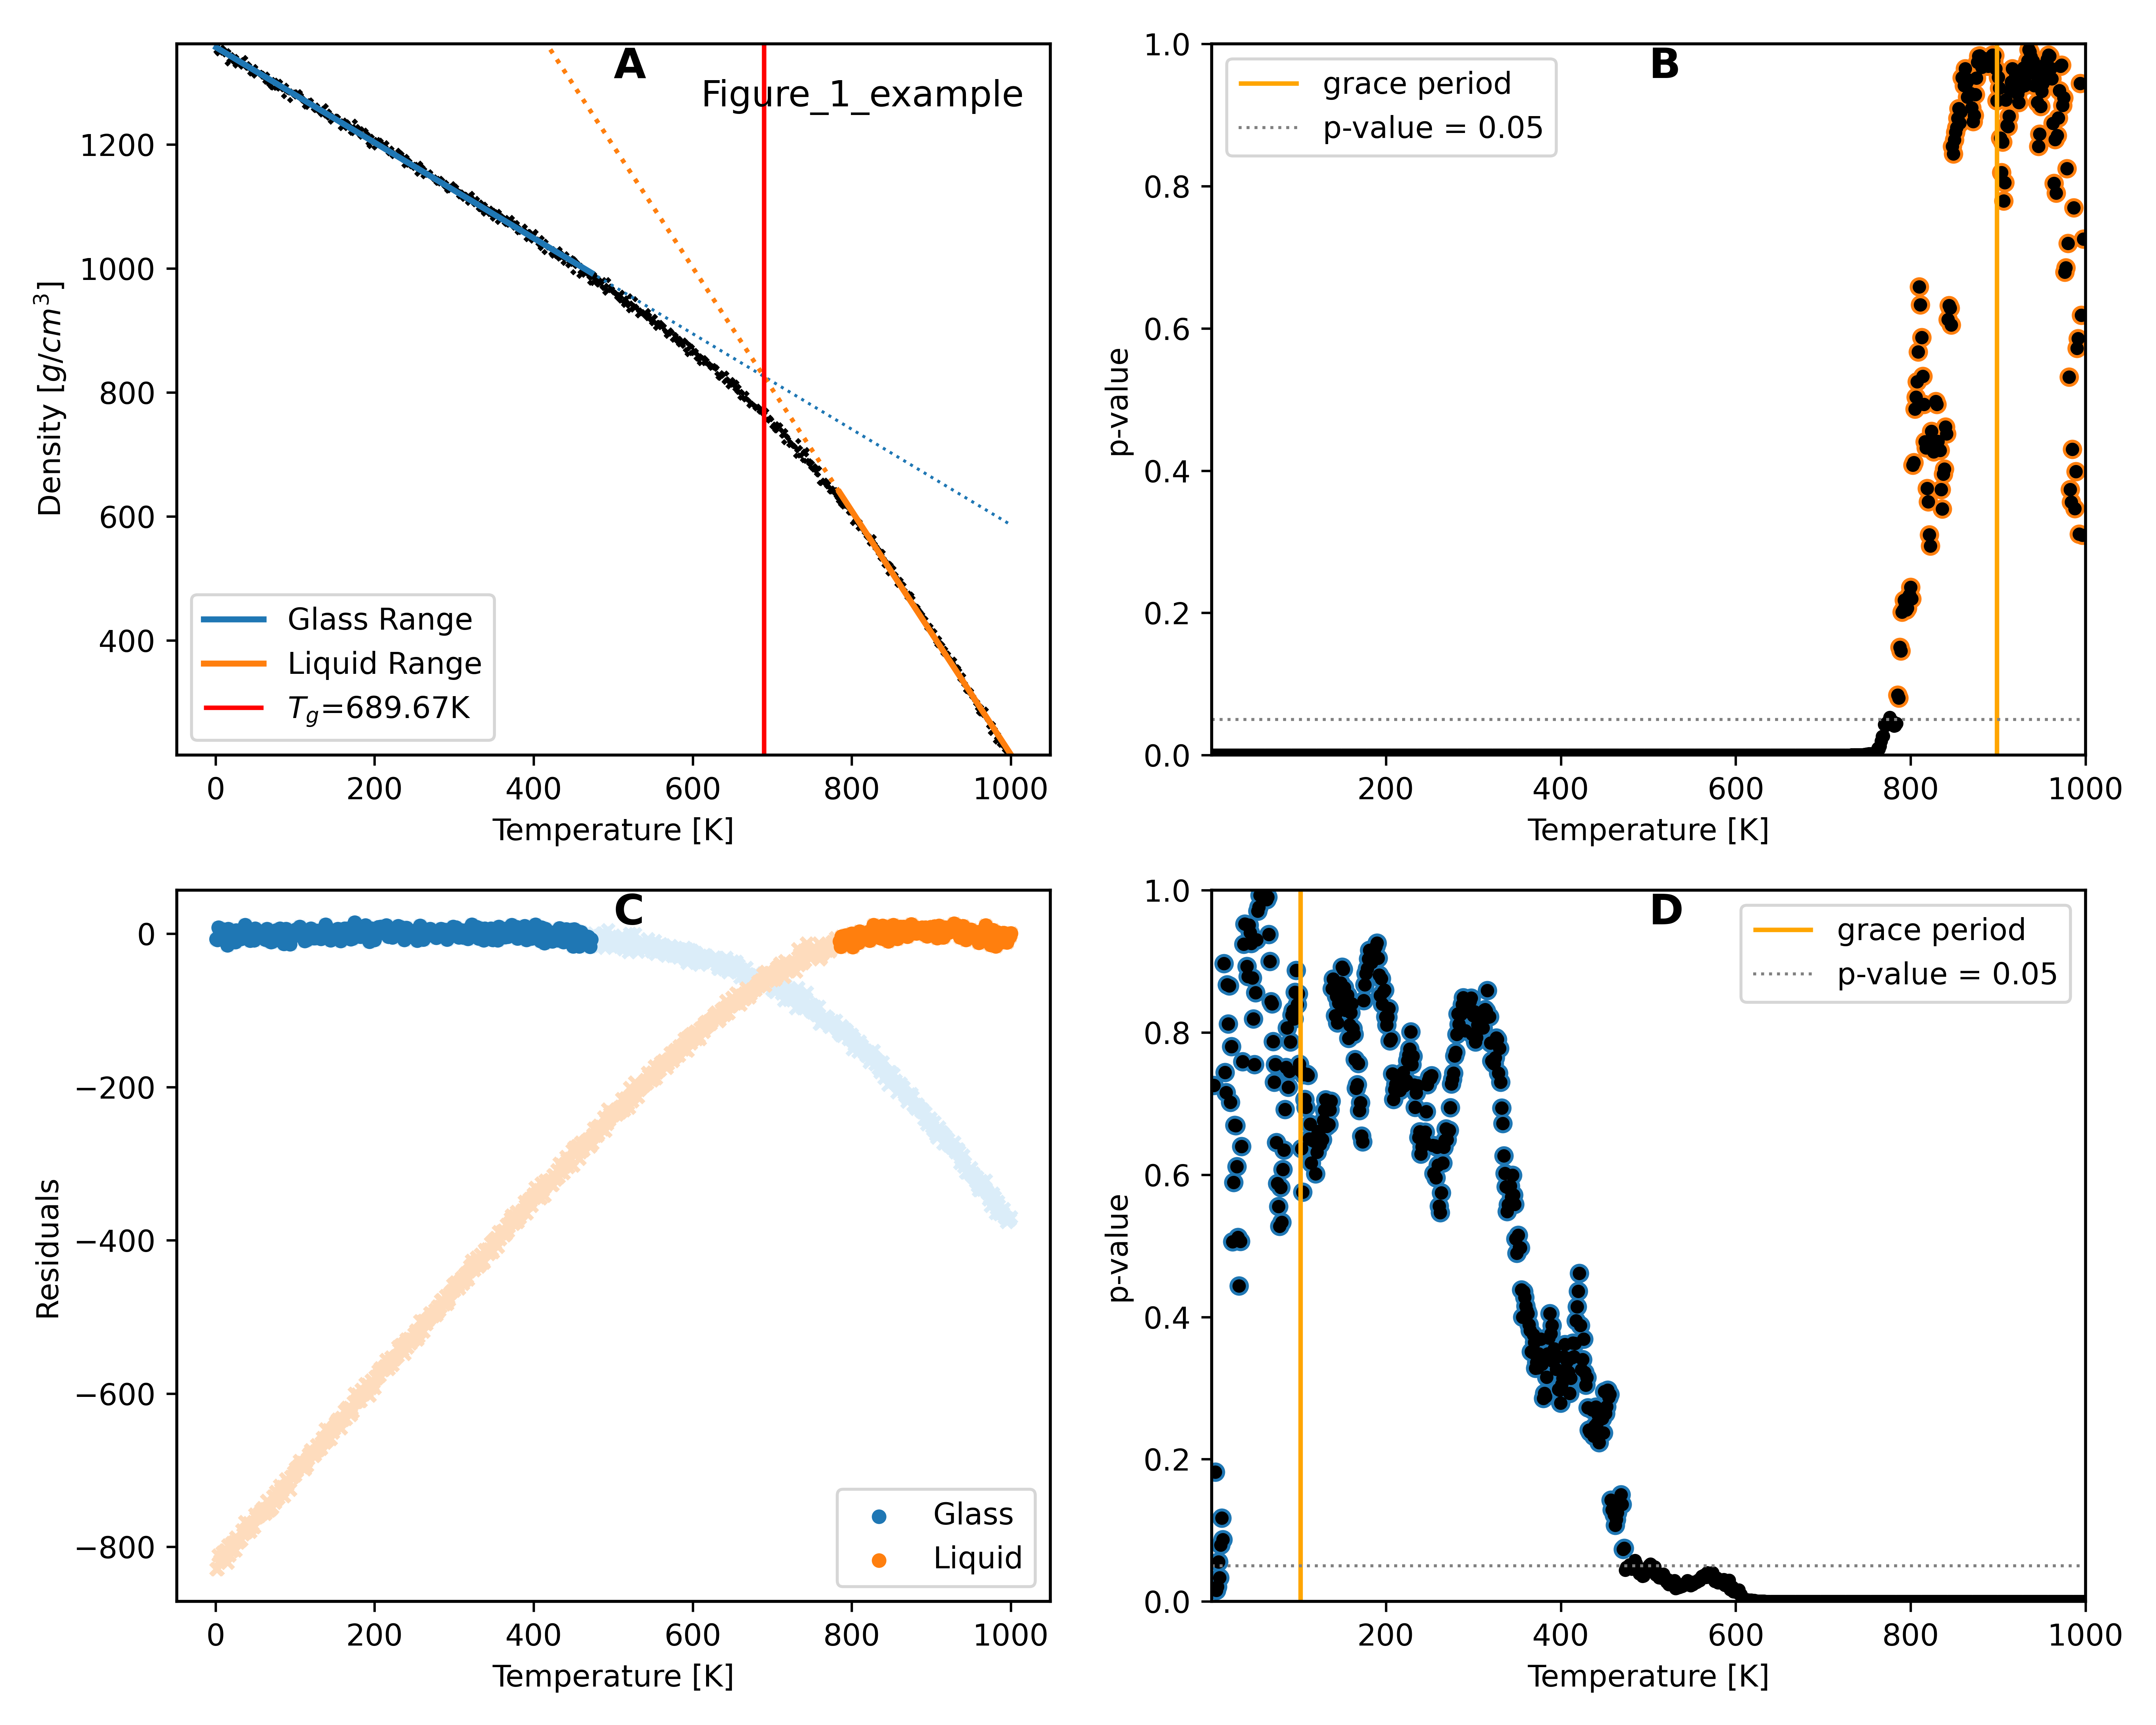 A
Figure_1_example
1200
1000
800
600
400
Density [g/cm³]
Glass Range
Liquid Range
Tg=689.67K
0 200 400 600 800 1000
Temperature [K]
B
grace period
p-value = 0.05
1.0
0.8
0.6
0.4
0.2
0.0
p-value
200 400 600 800 1000
Temperature [K]
C
0
−200
−400
−600
−800
Residuals
Glass
Liquid
0 200 400 600 800 1000
Temperature [K]
D
grace period
p-value = 0.05
1.0
0.8
0.6
0.4
0.2
0.0
p-value
200 400 600 800 1000
Temperature [K]